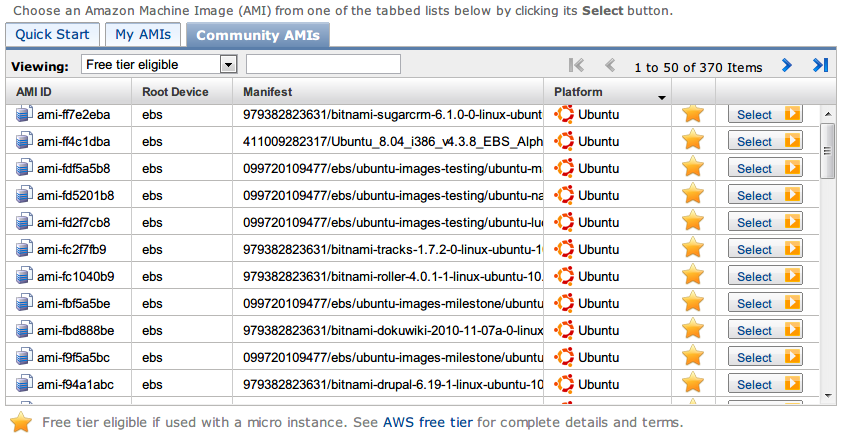 Choose an Amazon Machine Image (AMI) from one of the tabbed lists below by clicking its Select button.
Quick Start My AMIs Community AMIs
Viewing: Free tier eligible 1 to 50 of 370 Items
AMI ID Root Device Manifest Platform
ami-ff7e2eba ebs 979382823631/bitnami-sugarcrm-6.1.0-0-linux-ubunt Ubuntu Select
ami-ff4c1dba ebs 411009282317/Ubuntu_8.04_i386_v4.3.8_EBS_Alph Ubuntu Select
ami-fdf5a5b8 ebs 099720109477/ebs/ubuntu-images-testing/ubuntu-ma Ubuntu Select
ami-fd5201b8 ebs 099720109477/ebs/ubuntu-images-testing/ubuntu-na Ubuntu Select
ami-fd2f7cb8 ebs 099720109477/ebs/ubuntu-images-testing/ubuntu-luc Ubuntu Select
ami-fc2f7fb9 ebs 979382823631/bitnami-tracks-1.7.2-0-linux-ubuntu-1 Ubuntu Select
ami-fc1040b9 ebs 979382823631/bitnami-roller-4.0.1-1-linux-ubuntu-10. Ubuntu Select
ami-fbf5a5be ebs 099720109477/ebs/ubuntu-images-milestone/ubuntu Ubuntu Select
ami-fbd888be ebs 979382823631/bitnami-dokuwiki-2010-11-07a-0-linux Ubuntu Select
ami-f9f5a5bc ebs 099720109477/ebs/ubuntu-images-milestone/ubuntu Ubuntu Select
ami-f94a1abc ebs 979382823631/bitnami-drupal-6.19-1-linux-ubuntu-10 Ubuntu Select
Free tier eligible if used with a micro instance. See AWS free tier for complete details and terms.